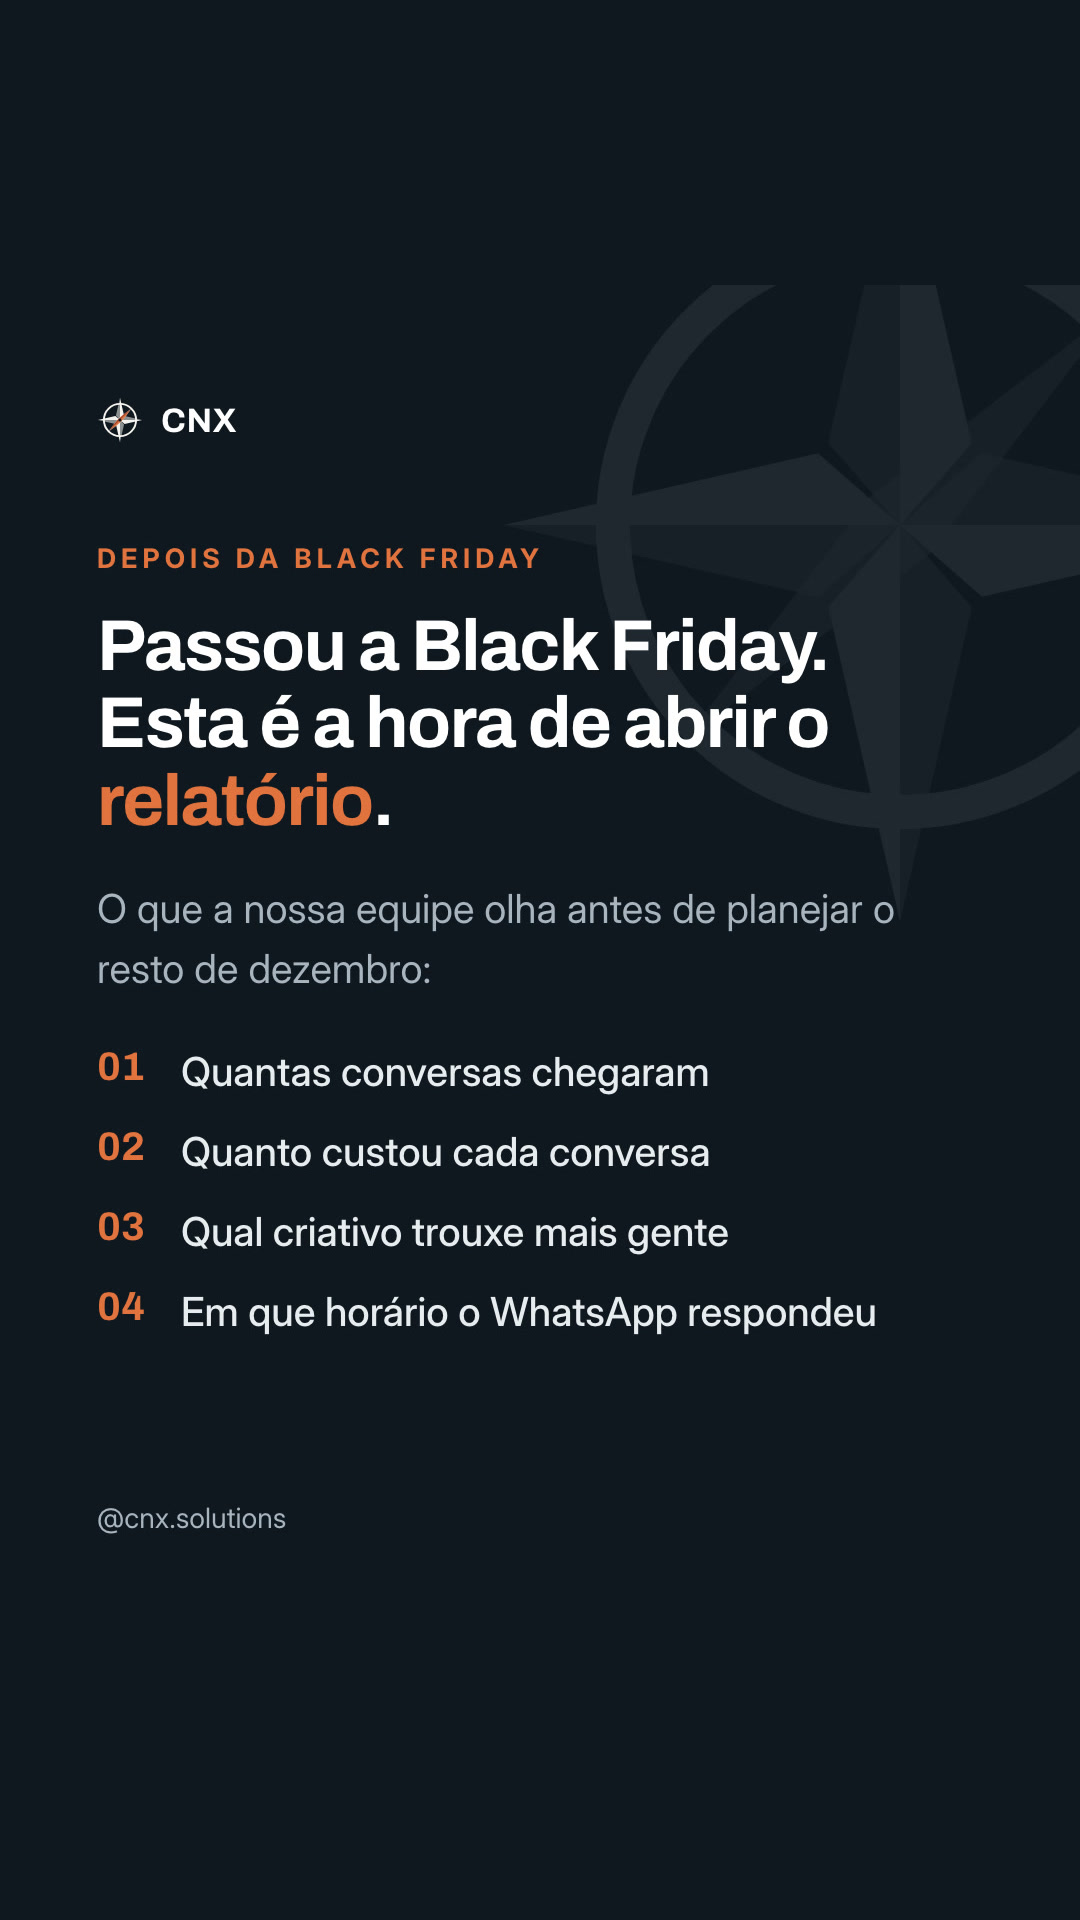 CNX
DEPOIS DA BLACK FRIDAY
Passou a Black Friday.
Esta é a hora de abrir o
relatório.
O que a nossa equipe olha antes de planejar o
resto de dezembro:
01 Quantas conversas chegaram
02 Quanto custou cada conversa
03 Qual criativo trouxe mais gente
04 Em que horário o WhatsApp respondeu
@cnx.solutions